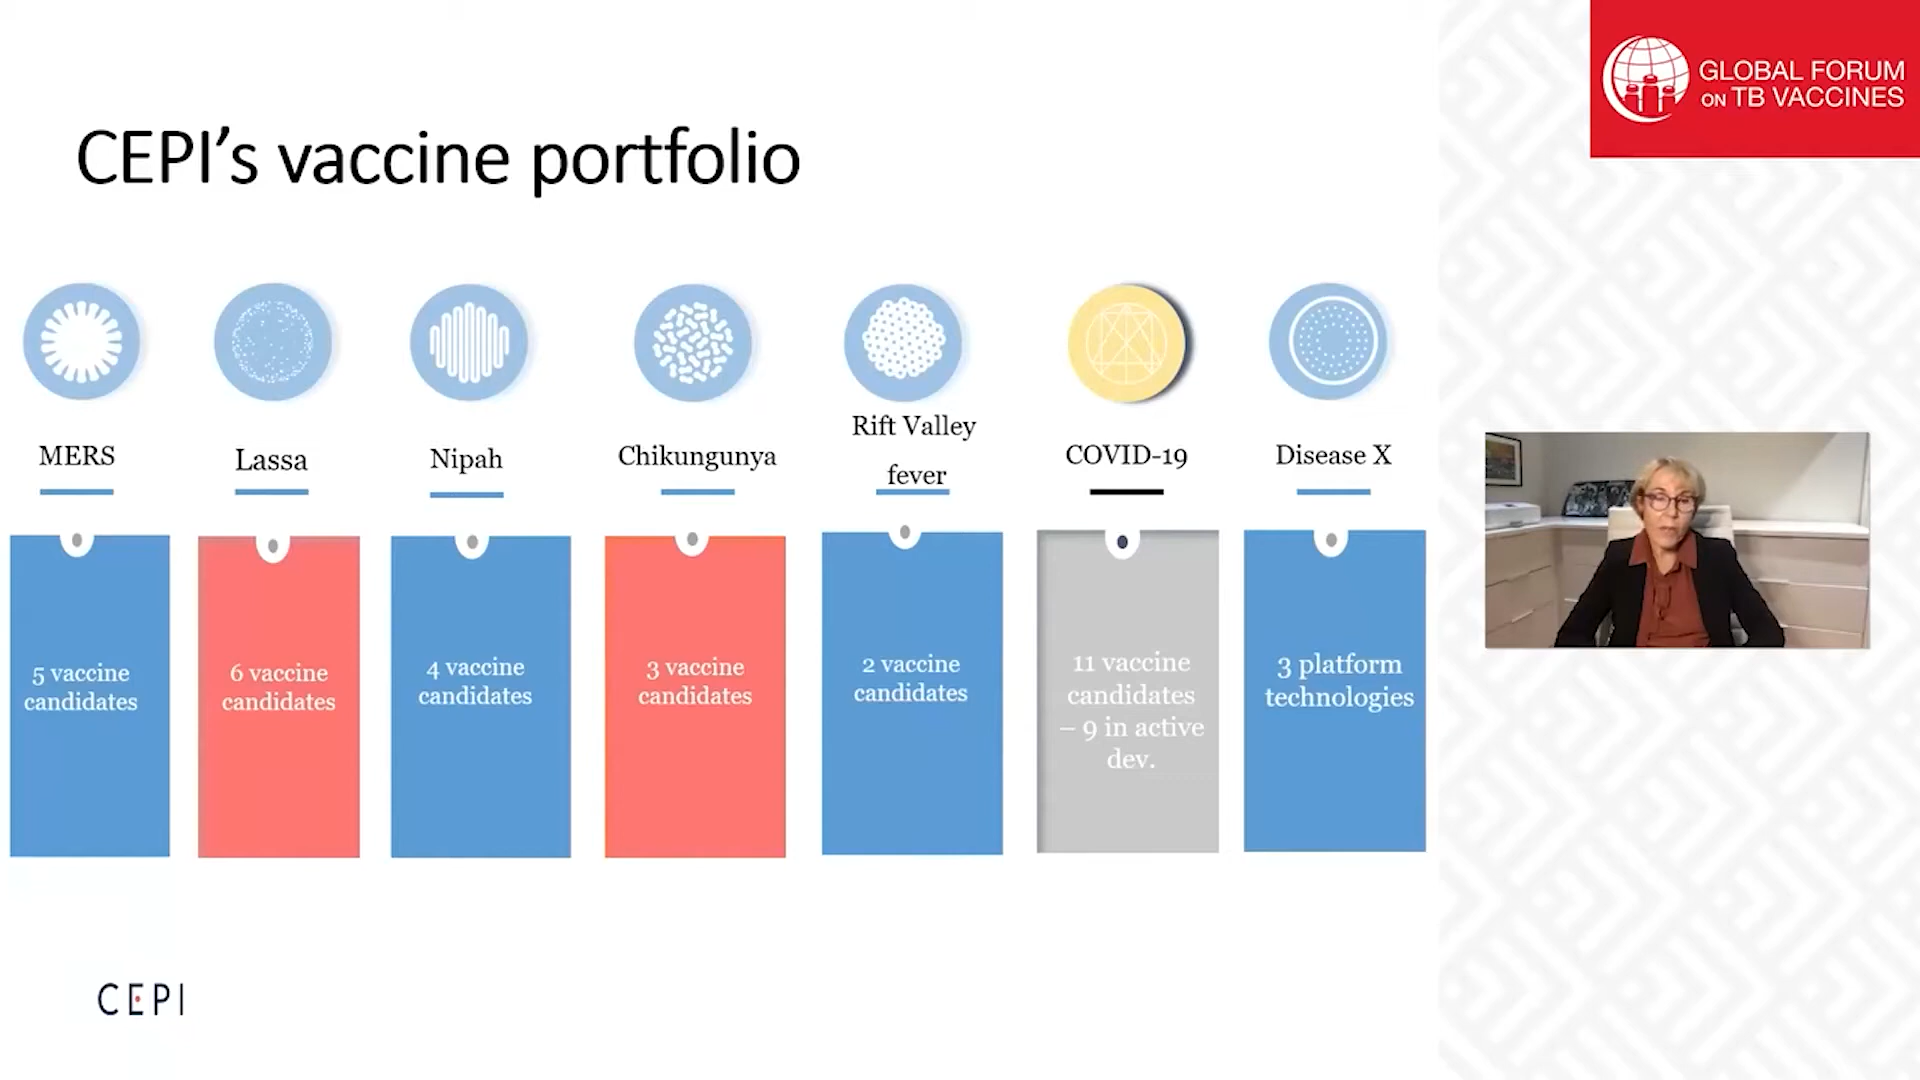 GLOBAL FORUM
ON TB VACCINES
CEPI’s vaccine portfolio
MERS
Lassa
Nipah
Chikungunya
Rift Valley
fever
COVID-19
Disease X
5 vaccine
candidates
6 vaccine
candidates
4 vaccine
candidates
3 vaccine
candidates
2 vaccine
candidates
11 vaccine
candidates
– 9 in active
dev.
3 platform
technologies
CEPI